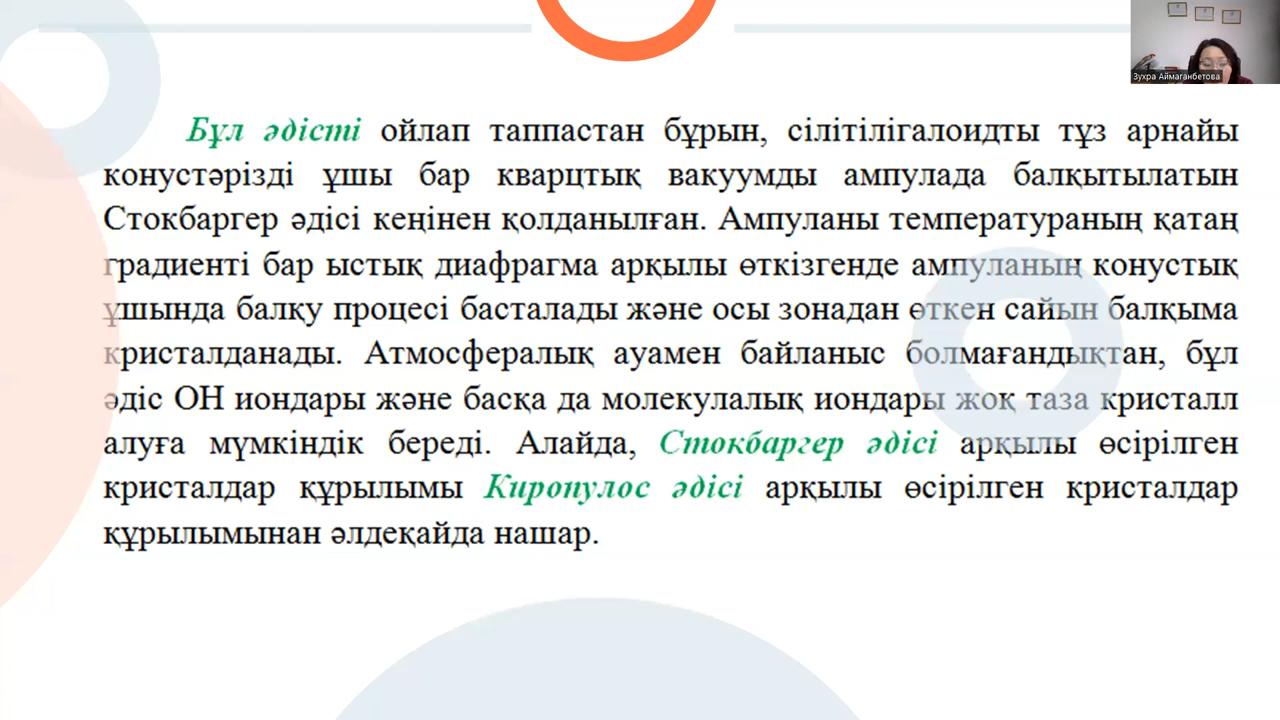 Зухра Аймаганбетова
Бұл әдісті ойлап таппастан бұрын, сілітілігалоидты тұз арнайы
конустәрізді ұшы бар кварцтық вакуумды ампулада балқытылатын
Стокбаргер әдісі кеңінен қолданылған. Ампуланы температураның қатаң
градиенті бар ыстық диафрагма арқылы өткізгенде ампуланың конустық
ұшында балқу процесі басталады және осы зонадан өткен сайын балқыма
кристалданады. Атмосфералық ауамен байланыс болмағандықтан, бұл
әдіс ОН иондары және басқа да молекулалық иондары жоқ таза кристалл
алуға мүмкіндік береді. Алайда, Стокбаргер әдісі арқылы өсірілген
кристалдар құрылымы Киропулос әдісі арқылы өсірілген кристалдар
құрылымынан әлдеқайда нашар.